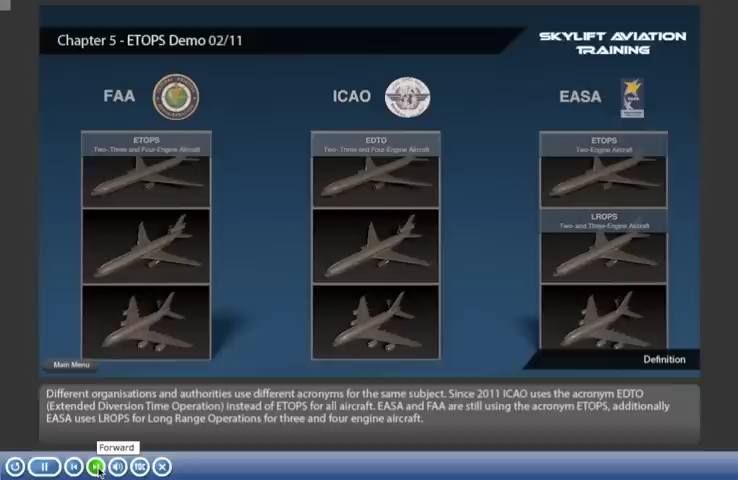 Chapter 5 - ETOPS Demo 02/11
SKYLIFT AVIATION
TRAINING
FAA
ICAO
EASA
ETOPS
Two-, Three and Four-Engine Aircraft
EDTO
Two-, Three and Four-Engine Aircraft
ETOPS
Two-Engine Aircraft
LROPS
Two-and Three-Engine Aircraft
Main Menu
Definition
Different organisations and authorities use different acronyms for the same subject. Since 2011 ICAO uses the acronym EDTO
(Extended Diversion Time Operation) instead of ETOPS for all aircraft. EASA and FAA are still using the acronym ETOPS, additionally
EASA uses LROPS for Long Range Operations for three and four engine aircraft.
Forward